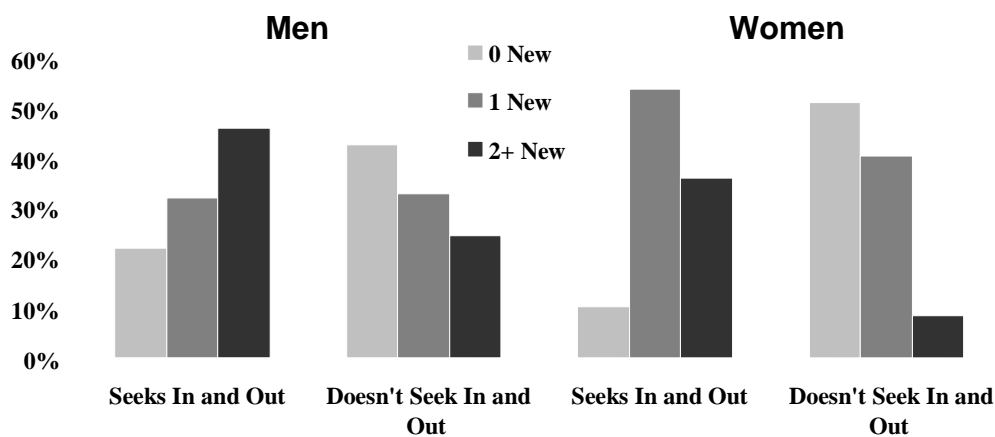 Men
Women
0 New
1 New
2+ New
60%
50%
40%
30%
20%
10%
0%
Seeks In and Out
Doesn't Seek In and
Out
Seeks In and Out
Doesn't Seek In and
Out